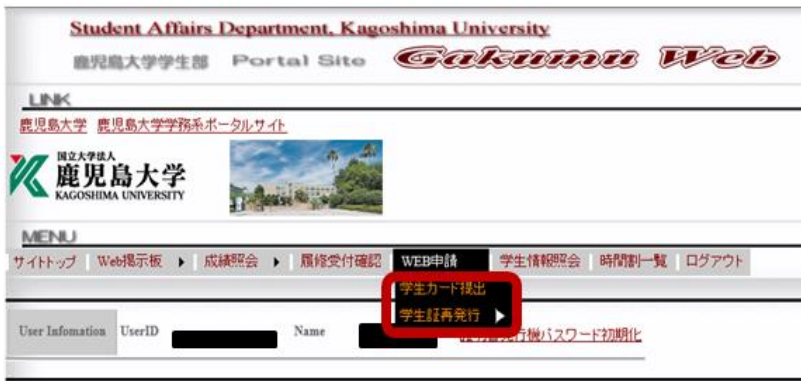 Student Affairs Department, Kagoshima University
鹿児島大学学生部 Portal Site Gakumu Web
LINK
鹿児島大学 鹿児島大学学務系ポータルサイト
国立大学法人
鹿児島大学
KAGOSHIMA UNIVERSITY
MENU
サイトトップ Web掲示板 ▶ 成績照会 ▶ 履修受付確認 WEB申請 学生情報照会 時間割一覧 ログアウト
学生カード提出
学生証再発行 ▶
User Infomation UserID Name 発行機パスワード初期化